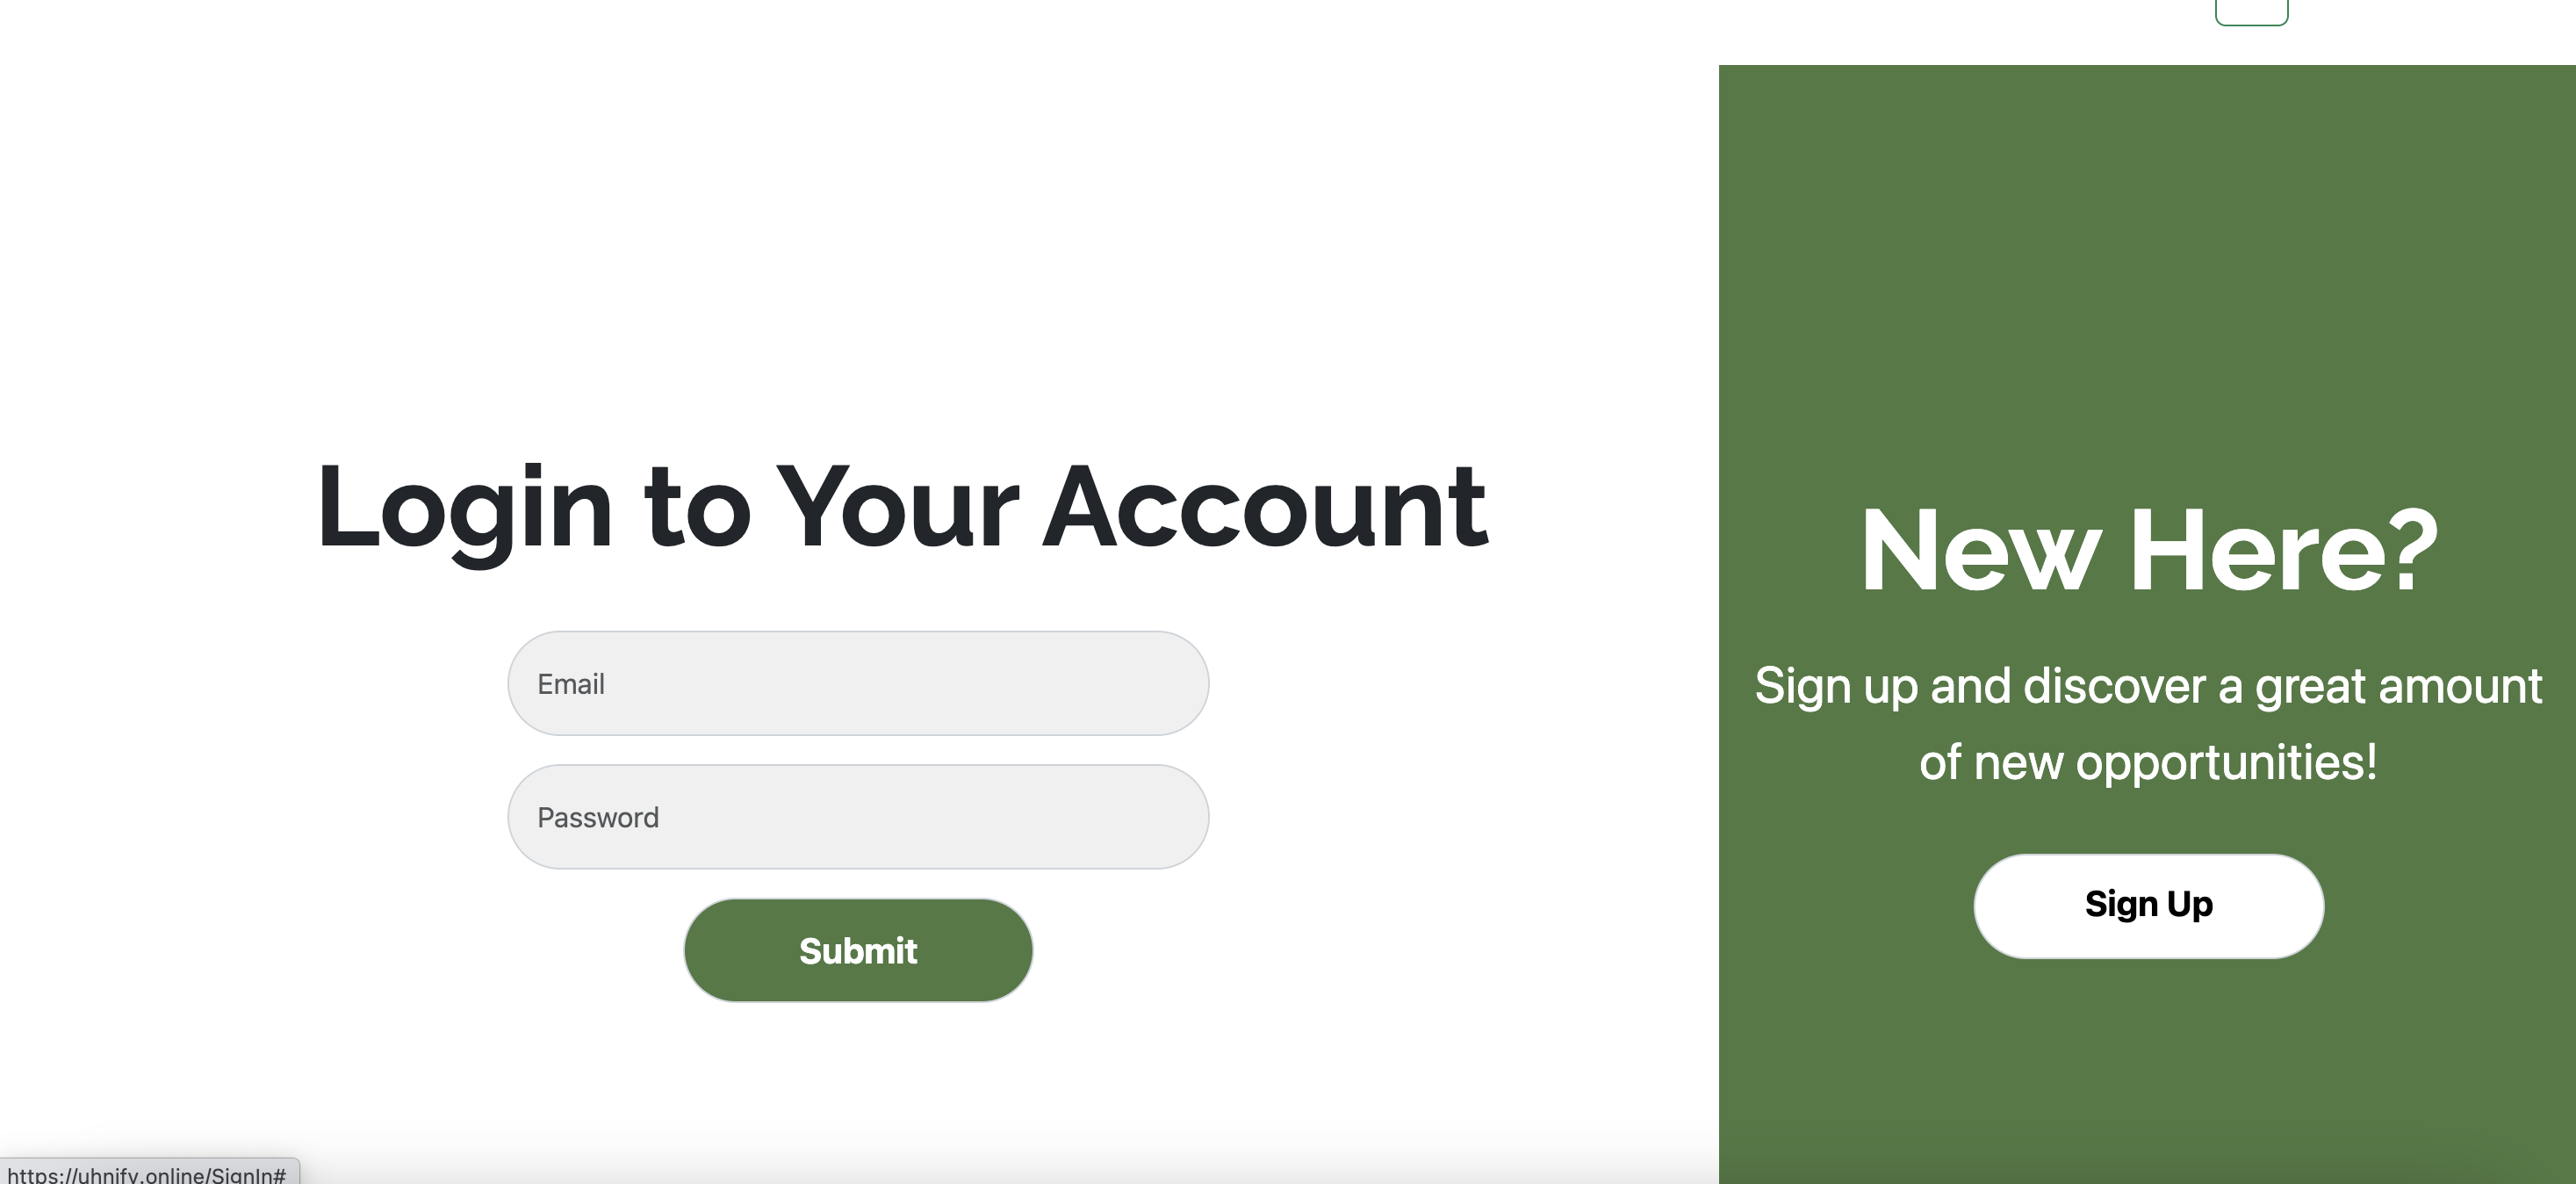 Login to Your Account
Email
Password
Submit
New Here?
Sign up and discover a great amount
of new opportunities!
Sign Up
https://uhnify.online/SignIn#